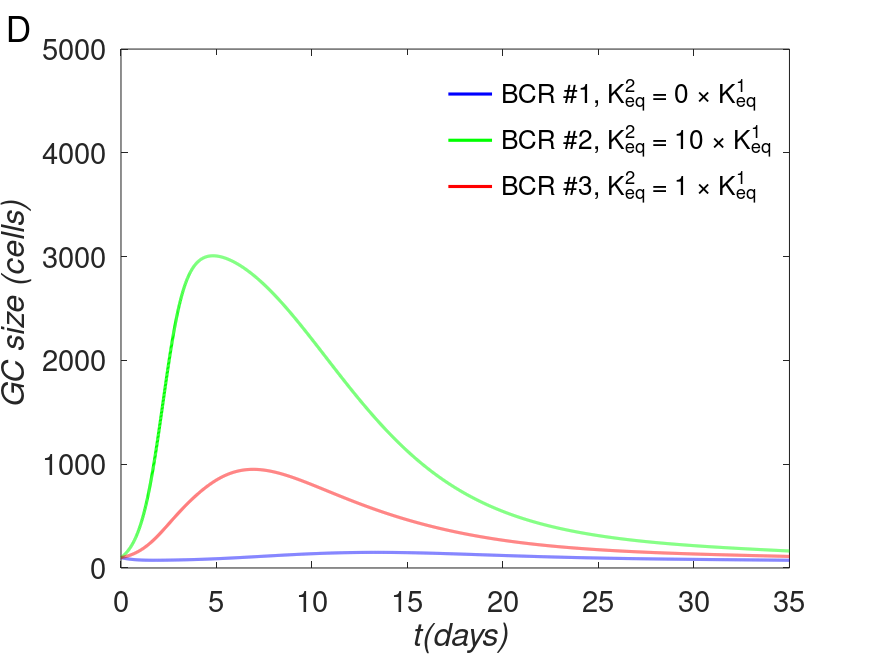 D
5000
4000
3000
2000
1000
0
GC size (cells)
BCR #1, K²eq = 0 × K¹eq
BCR #2, K²eq = 10 × K¹eq
BCR #3, K²eq = 1 × K¹eq
0 5 10 15 20 25 30 35
t(days)